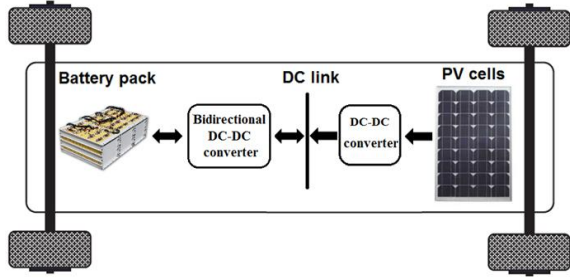 Battery pack
DC link
PV cells
Bidirectional
DC-DC
converter
DC-DC
converter